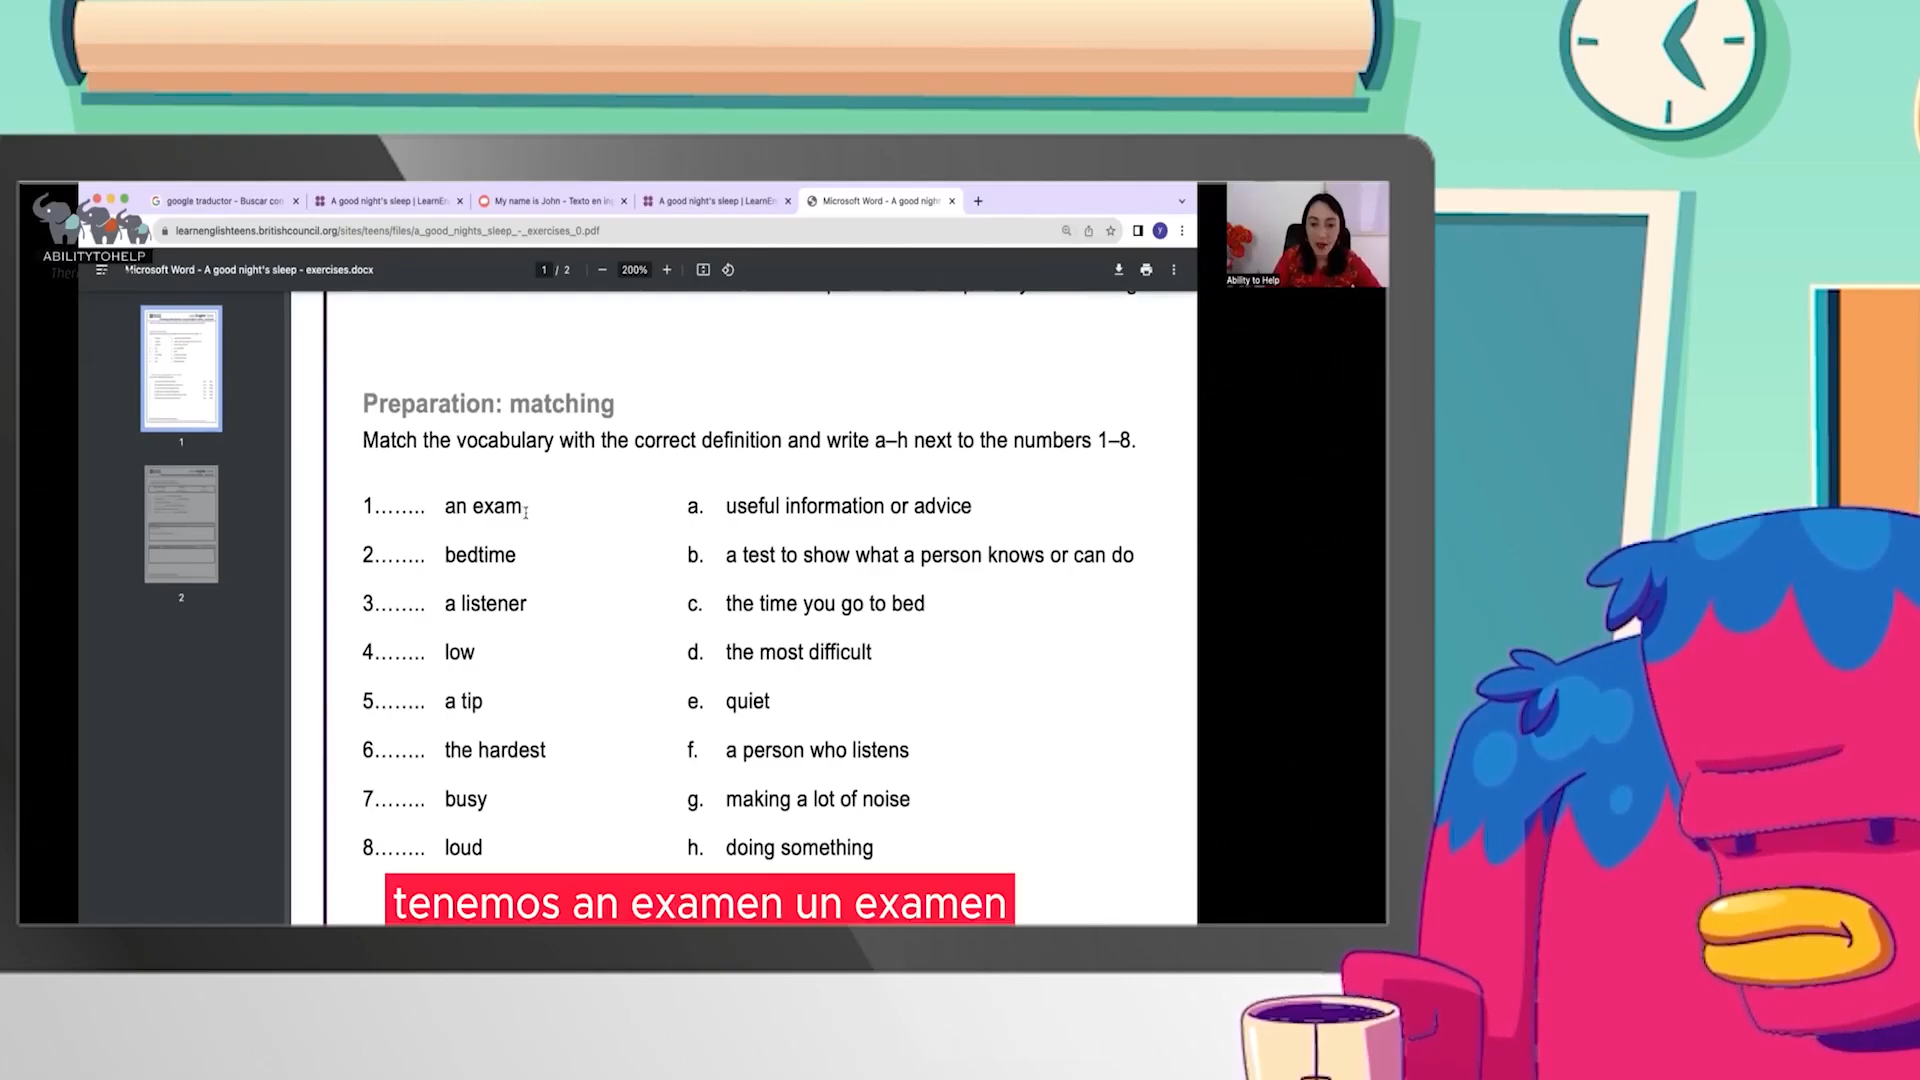 google traductor - Buscar con
A good night's sleep | LearnEn
My name is John - Texto en in
A good night's sleep | LearnEn
Microsoft Word - A good nigh
learnenglishteens.britishcouncil.org/sites/teens/files/a_good_nights_sleep_-_exercises_0.pdf
ABILITYTOHELP
Microsoft Word - A good night's sleep - exercises.docx
1 / 2
200%
Ability to Help
1
2
Preparation: matching
Match the vocabulary with the correct definition and write a–h next to the numbers 1–8.
1........ an exam a. useful information or advice
2........ bedtime b. a test to show what a person knows or can do
3........ a listener c. the time you go to bed
4........ low d. the most difficult
5........ a tip e. quiet
6........ the hardest f. a person who listens
7........ busy g. making a lot of noise
8........ loud h. doing something
tenemos an examen un examen